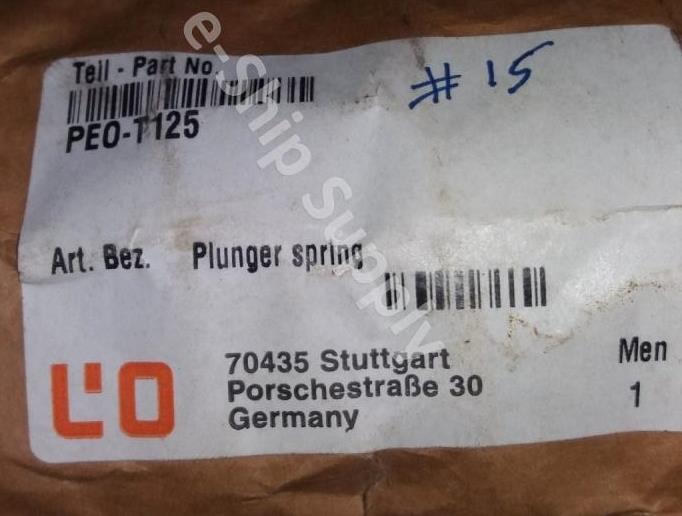 Teil - Part No
# 15
PEO-T125
Art. Bez. Plunger spring
L'O
70435 Stuttgart
Porschestraße 30
Germany
Men
1
e-Ship Supply